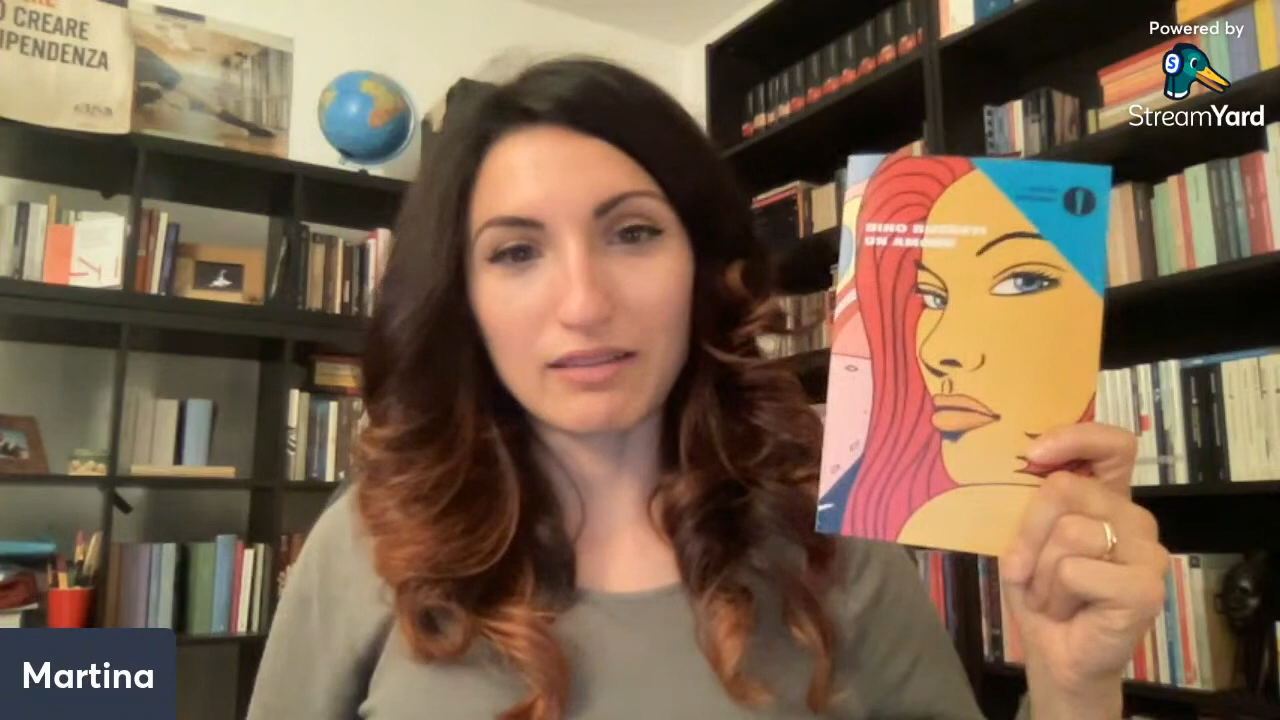 O CREARE
IPENDENZA
Powered by
S
StreamYard
DINO BUZZATI
UN AMORE
Martina